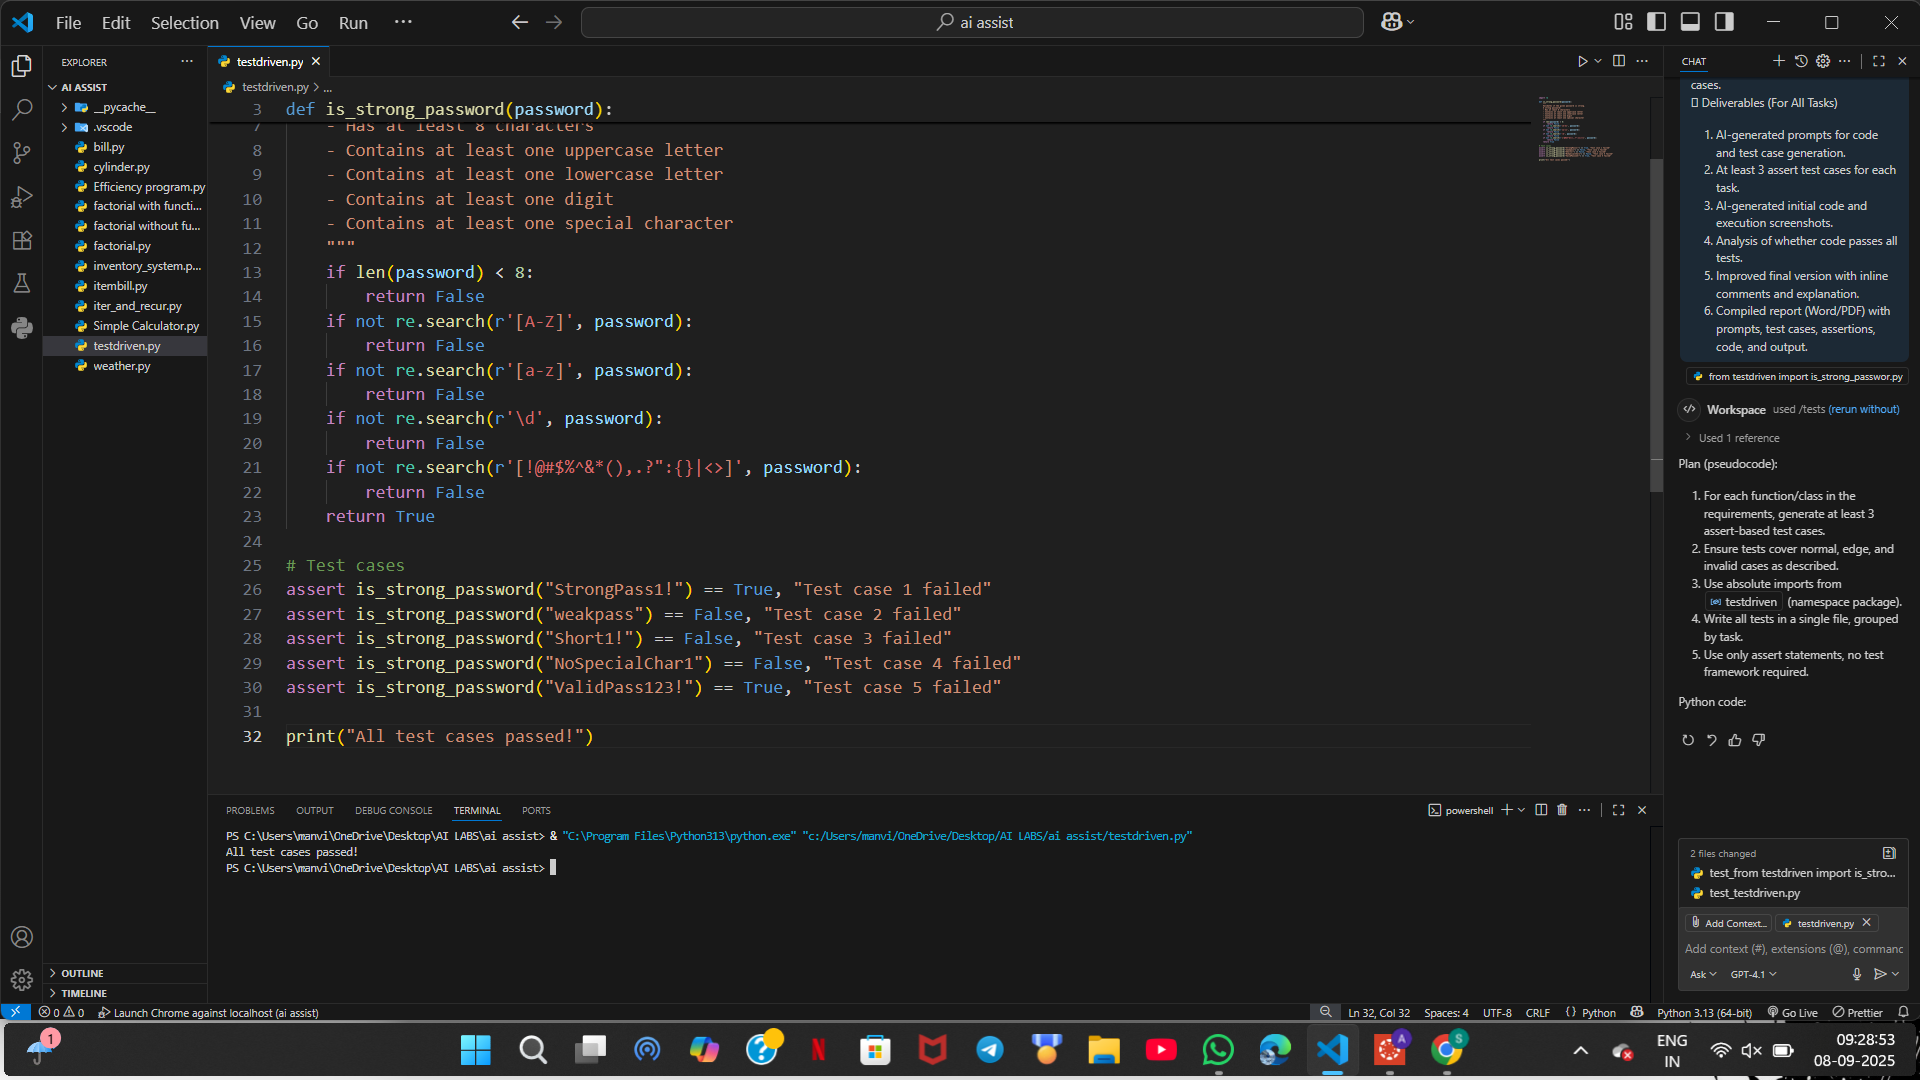 File Edit Selection View Go Run ···
ai assist
EXPLORER
AI ASSIST
__pycache__
.vscode
bill.py
cylinder.py
Efficiency program.py
factorial with functi...
factorial without fu...
factorial.py
inventory_system.p...
itembill.py
iter_and_recur.py
Simple Calculator.py
testdriven.py
weather.py
OUTLINE
TIMELINE
testdriven.py
testdriven.py > ...
3 def is_strong_password(password):
7 - Has at least 8 characters
8 - Contains at least one uppercase letter
9 - Contains at least one lowercase letter
10 - Contains at least one digit
11 - Contains at least one special character
12 """
13 if len(password) < 8:
14 return False
15 if not re.search(r'[A-Z]', password):
16 return False
17 if not re.search(r'[a-z]', password):
18 return False
19 if not re.search(r'\d', password):
20 return False
21 if not re.search(r'[!@#$%^&*(),.?":{}|<>]', password):
22 return False
23 return True
24
25 # Test cases
26 assert is_strong_password("StrongPass1!") == True, "Test case 1 failed"
27 assert is_strong_password("weakpass") == False, "Test case 2 failed"
28 assert is_strong_password("Short1!") == False, "Test case 3 failed"
29 assert is_strong_password("NoSpecialChar1") == False, "Test case 4 failed"
30 assert is_strong_password("ValidPass123!") == True, "Test case 5 failed"
31
32 print("All test cases passed!")
PROBLEMS OUTPUT DEBUG CONSOLE TERMINAL PORTS
powershell
PS C:\Users\manvi\OneDrive\Desktop\AI LABS\ai assist> & "C:\Program Files\Python313\python.exe" "c:/Users/manvi/OneDrive/Desktop/AI LABS/ai assist/testdriven.py"
All test cases passed!
PS C:\Users\manvi\OneDrive\Desktop\AI LABS\ai assist>
CHAT
cases.
Deliverables (For All Tasks)
1. AI-generated prompts for code
and test case generation.
2. At least 3 assert test cases for each
task.
3. AI-generated initial code and
execution screenshots.
4. Analysis of whether code passes all
tests.
5. Improved final version with inline
comments and explanation.
6. Compiled report (Word/PDF) with
prompts, test cases, assertions,
code, and output.
from testdriven import is_strong_passwor.py
Workspace used /tests (rerun without)
Used 1 reference
Plan (pseudocode):
1. For each function/class in the
requirements, generate at least 3
assert-based test cases.
2. Ensure tests cover normal, edge, and
invalid cases as described.
3. Use absolute imports from
testdriven (namespace package).
4. Write all tests in a single file, grouped
by task.
5. Use only assert statements, no test
framework required.
Python code:
2 files changed
test_from testdriven import is_stro...
test_testdriven.py
Add Context... testdriven.py
Add context (#), extensions (@), commanc
Ask GPT-4.1
0 0 Launch Chrome against localhost (ai assist)
Ln 32, Col 32 Spaces: 4 UTF-8 CRLF {} Python Python 3.13 (64-bit) Go Live Prettier
1
ENG
IN
09:28:53
08-09-2025